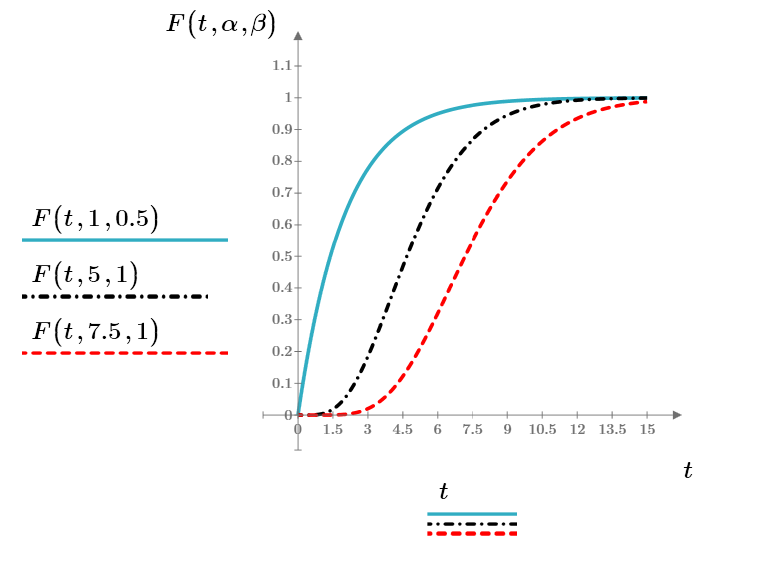 F(t, α, β)
1.1
1
0.9
0.8
0.7
0.6
0.5
0.4
0.3
0.2
0.1
0
0 1.5 3 4.5 6 7.5 9 10.5 12 13.5 15
F(t, 1, 0.5)
F(t, 5, 1)
F(t, 7.5, 1)
t
t